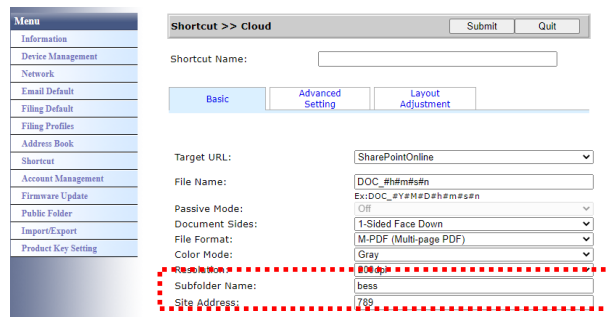 Menu
Information
Device Management
Network
Email Default
Filing Default
Filing Profiles
Address Book
Shortcut
Account Management
Firmware Update
Public Folder
Import/Export
Product Key Setting
Shortcut >> Cloud
Submit
Quit
Shortcut Name:
Basic
Advanced
Setting
Layout
Adjustment
Target URL: SharePointOnline
File Name: DOC_#h#m#s#n
Ex:DOC_#Y#M#D#h#m#s#n
Passive Mode: Off
Document Sides: 1-Sided Face Down
File Format: M-PDF (Multi-page PDF)
Color Mode: Gray
Resolution: 200dpi
Subfolder Name: bess
Site Address: 789